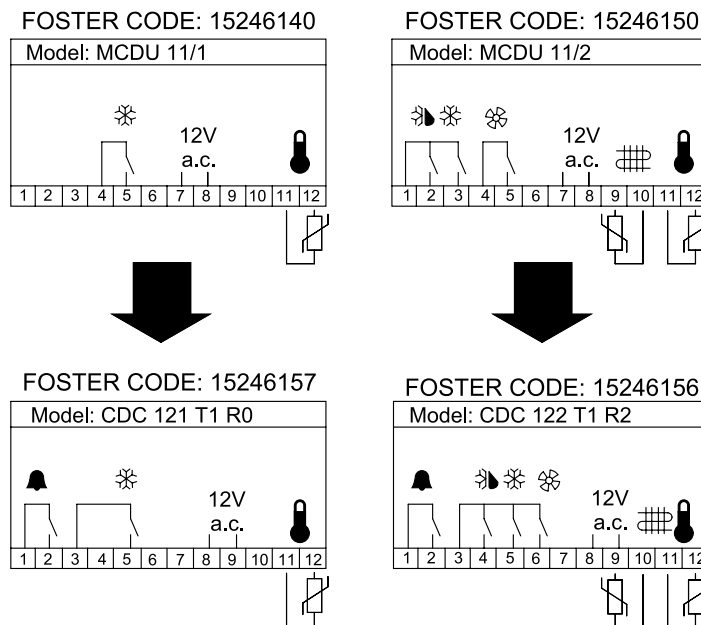 FOSTER CODE: 15246140
Model: MCDU 11/1
12V
a.c.
1 2 3 4 5 6 7 8 9 10 11 12
FOSTER CODE: 15246150
Model: MCDU 11/2
12V
a.c.
1 2 3 4 5 6 7 8 9 10 11 12
FOSTER CODE: 15246157
Model: CDC 121 T1 R0
12V
a.c.
1 2 3 4 5 6 7 8 9 10 11 12
FOSTER CODE: 15246156
Model: CDC 122 T1 R2
12V
a.c.
1 2 3 4 5 6 7 8 9 10 11 12